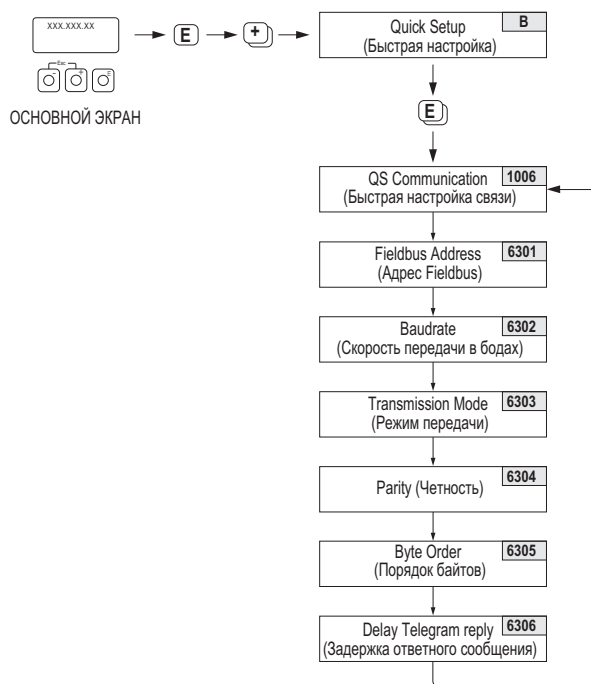 XXX.XXX.XX
Esc
- + E
ОСНОВНОЙ ЭКРАН
E
+
Quick Setup B
(Быстрая настройка)
E
QS Communication 1006
(Быстрая настройка связи)
Fieldbus Address 6301
(Адрес Fieldbus)
Baudrate 6302
(Скорость передачи в бодах)
Transmission Mode 6303
(Режим передачи)
Parity (Четность) 6304
Byte Order 6305
(Порядок байтов)
Delay Telegram reply 6306
(Задержка ответного сообщения)